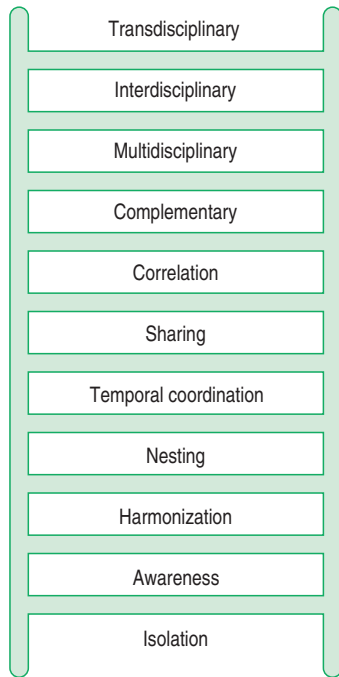 Transdisciplinary
Interdisciplinary
Multidisciplinary
Complementary
Correlation
Sharing
Temporal coordination
Nesting
Harmonization
Awareness
Isolation